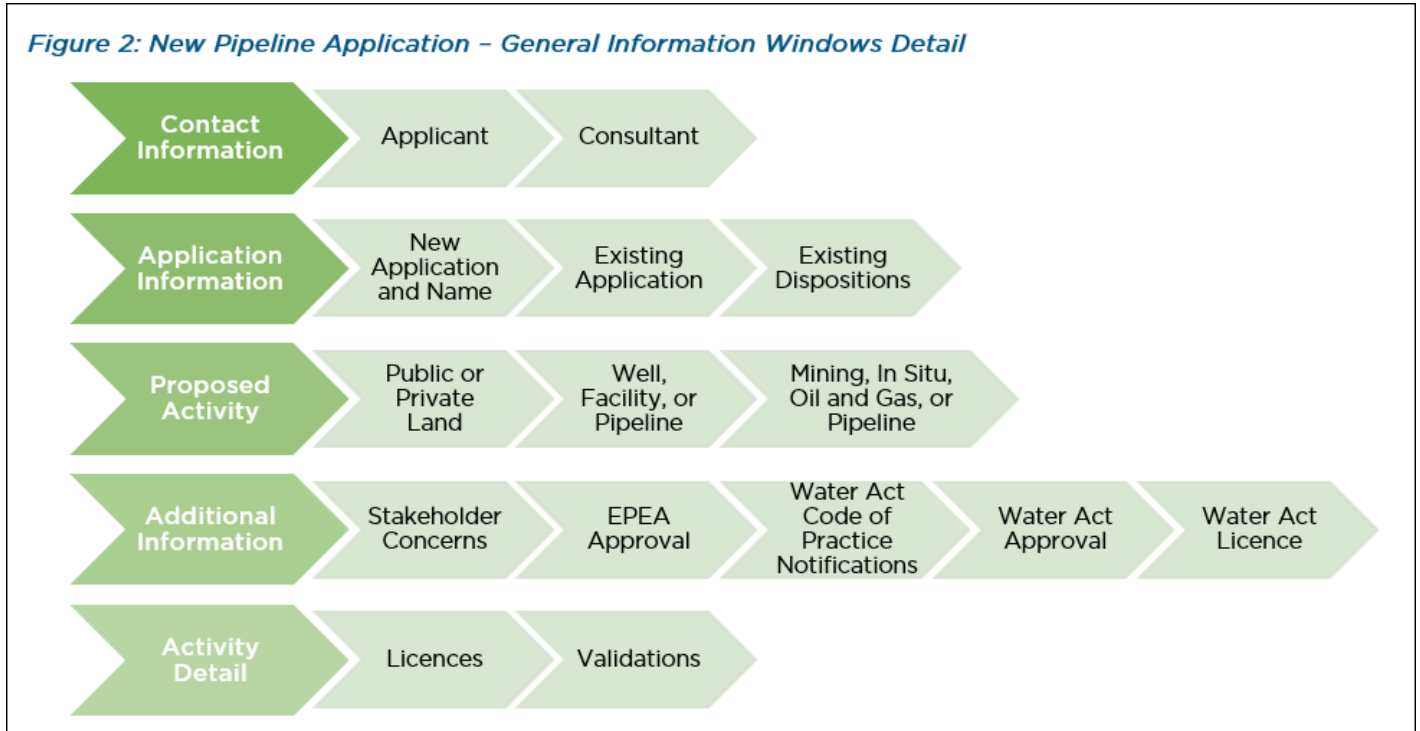 Figure 2: New Pipeline Application – General Information Windows Detail
Contact
Information
Applicant
Consultant
Application
Information
New
Application
and Name
Existing
Application
Existing
Dispositions
Proposed
Activity
Public or
Private
Land
Well,
Facility, or
Pipeline
Mining, In Situ,
Oil and Gas, or
Pipeline
Additional
Information
Stakeholder
Concerns
EPEA
Approval
Water Act
Code of
Practice
Notifications
Water Act
Approval
Water Act
Licence
Activity
Detail
Licences
Validations